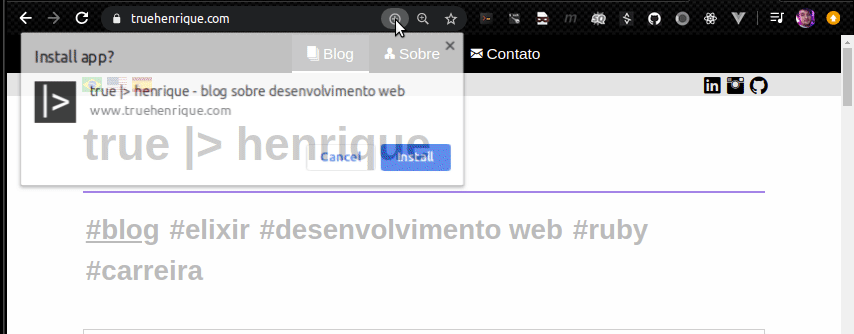 truehenrique.com
Blog
Sobre
Contato
Install app?
true |> henrique - blog sobre desenvolvimento web
www.truehenrique.com
|>
Cancel
Install
true |> henrique
#blog #elixir #desenvolvimento web #ruby
#carreira